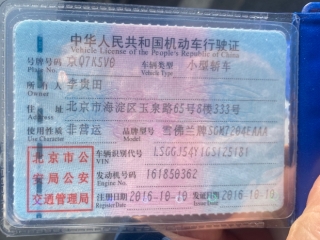 中华人民共和国机动车行驶证
Vehicle License of the People's Republic of China
号牌号码 京Q7KSV0 车辆类型 小型轿车
Plate No. Vehicle Type
所有人 李贵田
Owner
住址 北京市海淀区玉泉路65号8楼333号
Address
使用性质 非营运 品牌型号 雪佛兰牌SGM7204EAAA
Use Character Model
北京市公
安局公安
交通管理局
车辆识别代号
VIN
发动机号码 161850362
Engine No.
注册日期 2016-10-10 发证日期 2016-10-10
Register Date Issue Date